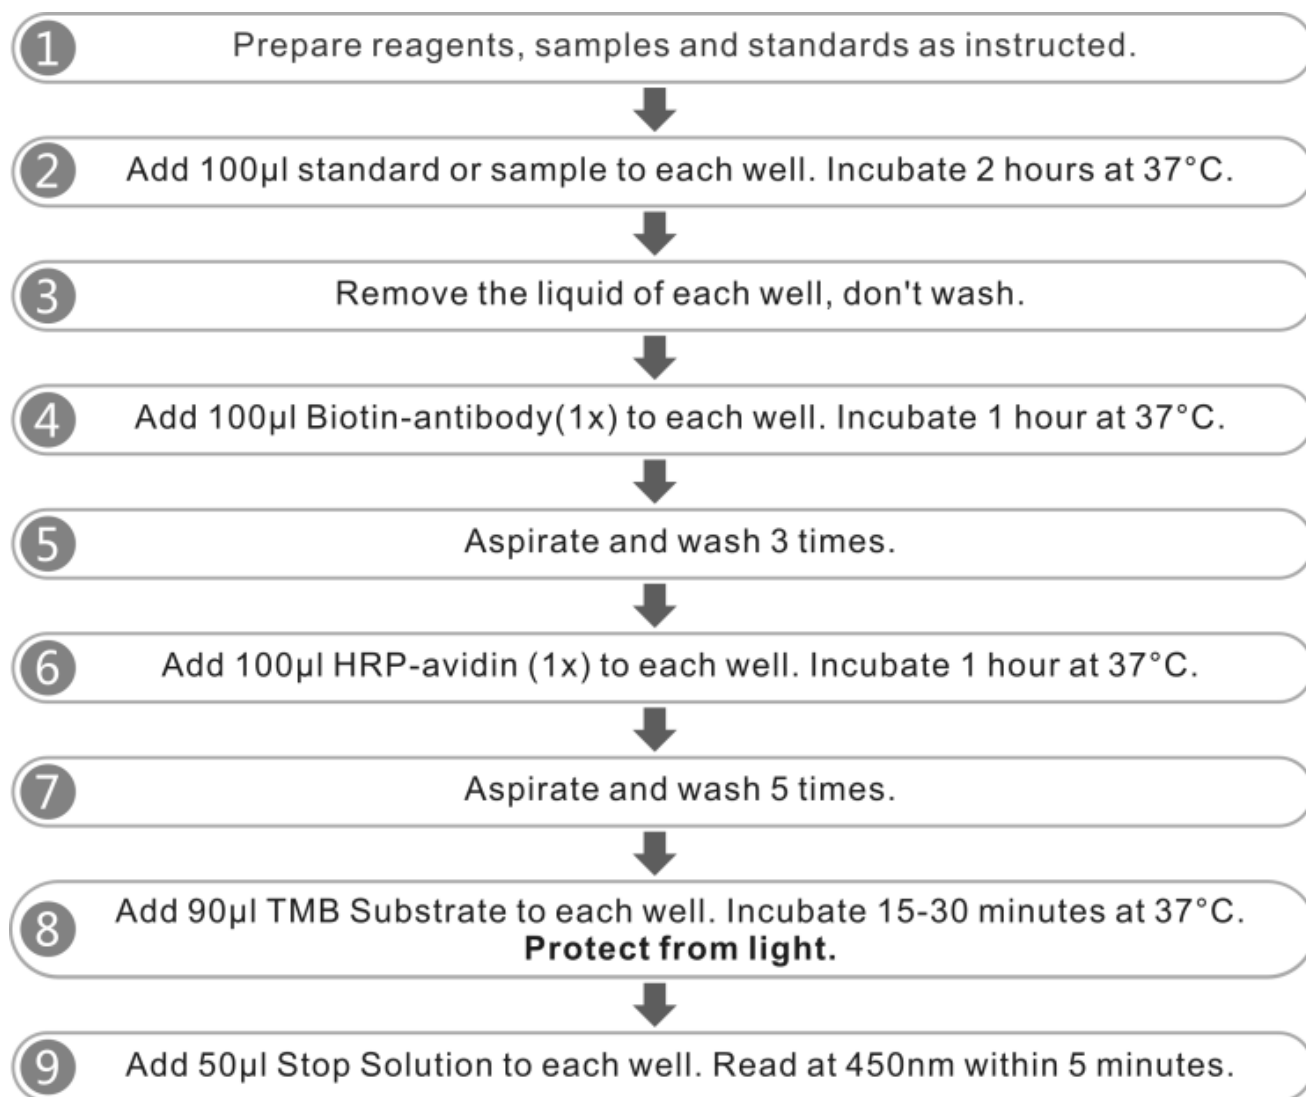 1 Prepare reagents, samples and standards as instructed.
2 Add 100µl standard or sample to each well. Incubate 2 hours at 37°C.
3 Remove the liquid of each well, don't wash.
4 Add 100µl Biotin-antibody(1x) to each well. Incubate 1 hour at 37°C.
5 Aspirate and wash 3 times.
6 Add 100µl HRP-avidin (1x) to each well. Incubate 1 hour at 37°C.
7 Aspirate and wash 5 times.
8 Add 90µl TMB Substrate to each well. Incubate 15-30 minutes at 37°C.
Protect from light.
9 Add 50µl Stop Solution to each well. Read at 450nm within 5 minutes.